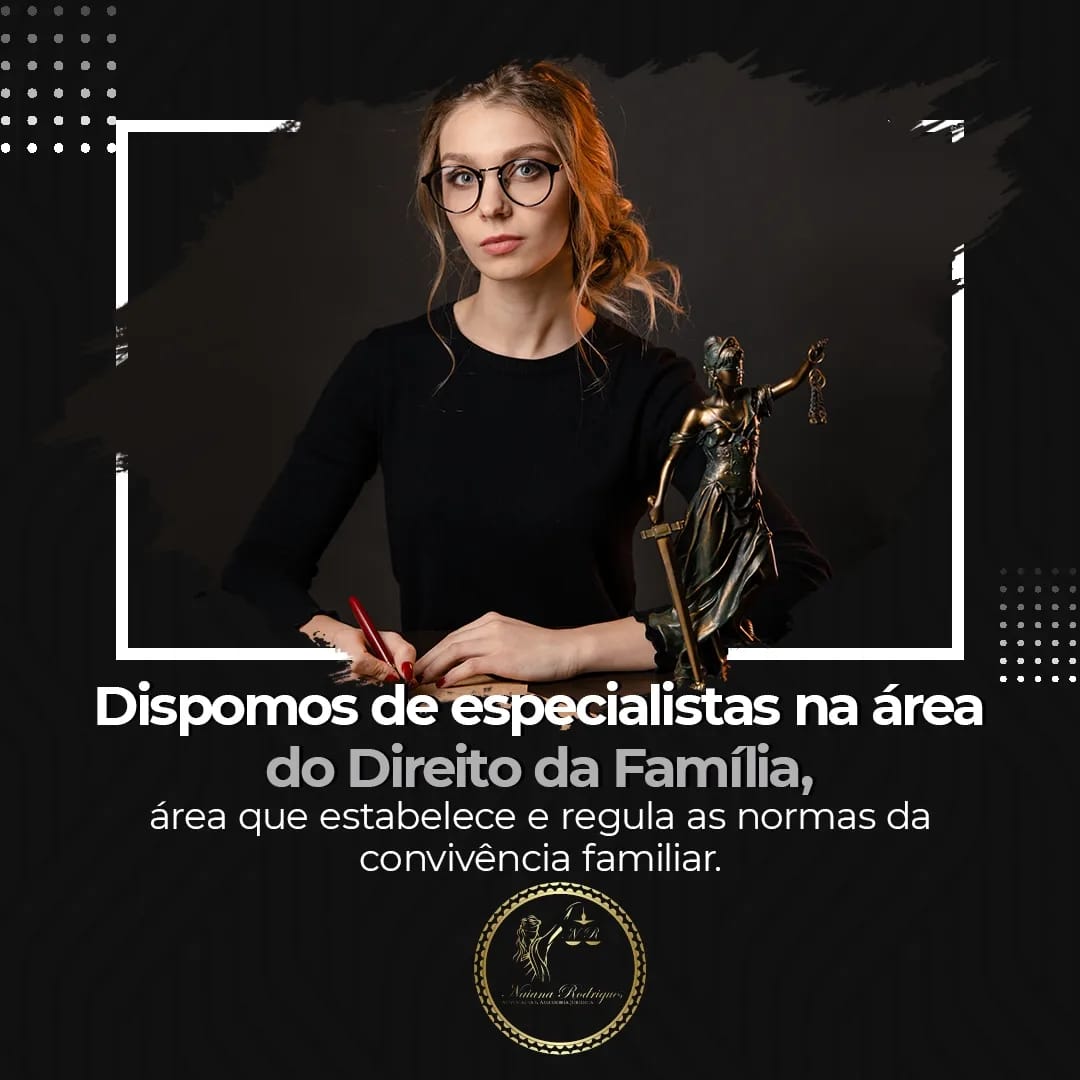 Dispomos de especialistas na área
do Direito da Família,
área que estabelece e regula as normas da
convivência familiar.
N R
Naiana Rodrigues